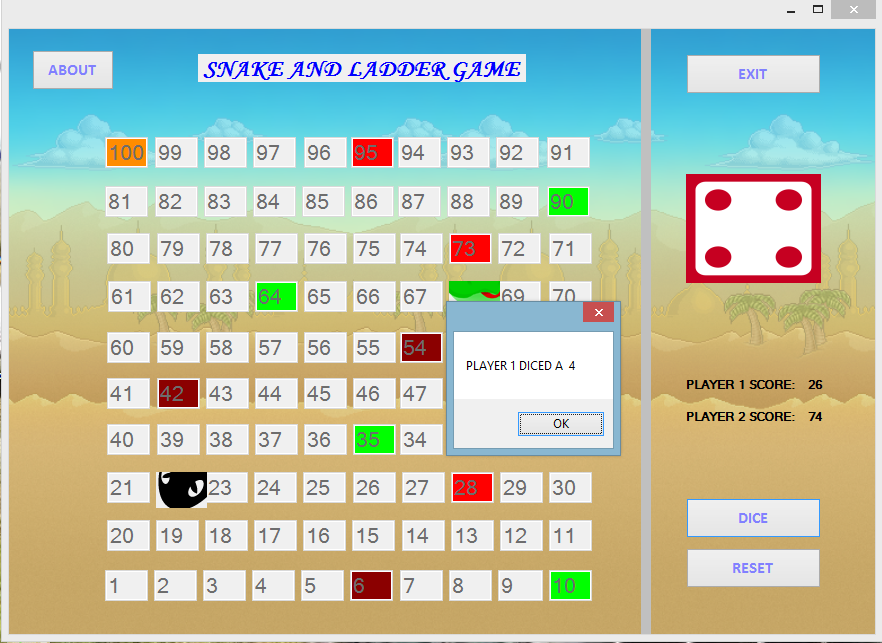 ABOUT
SNAKE AND LADDER GAME
EXIT
100 99 98 97 96 95 94 93 92 91
81 82 83 84 85 86 87 88 89 90
80 79 78 77 76 75 74 73 72 71
61 62 63 64 65 66 67 69 70
60 59 58 57 56 55 54
41 42 43 44 45 46 47
40 39 38 37 36 35 34
21 23 24 25 26 27 28 29 30
20 19 18 17 16 15 14 13 12 11
1 2 3 4 5 6 7 8 9 10
PLAYER 1 DICED A 4
OK
PLAYER 1 SCORE: 26
PLAYER 2 SCORE: 74
DICE
RESET